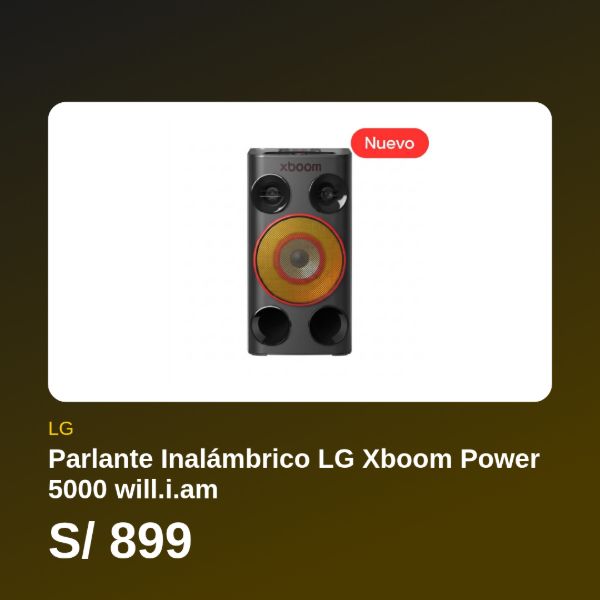 Nuevo
xboom
LG
Parlante Inalámbrico LG Xboom Power
5000 will.i.am
S/ 899